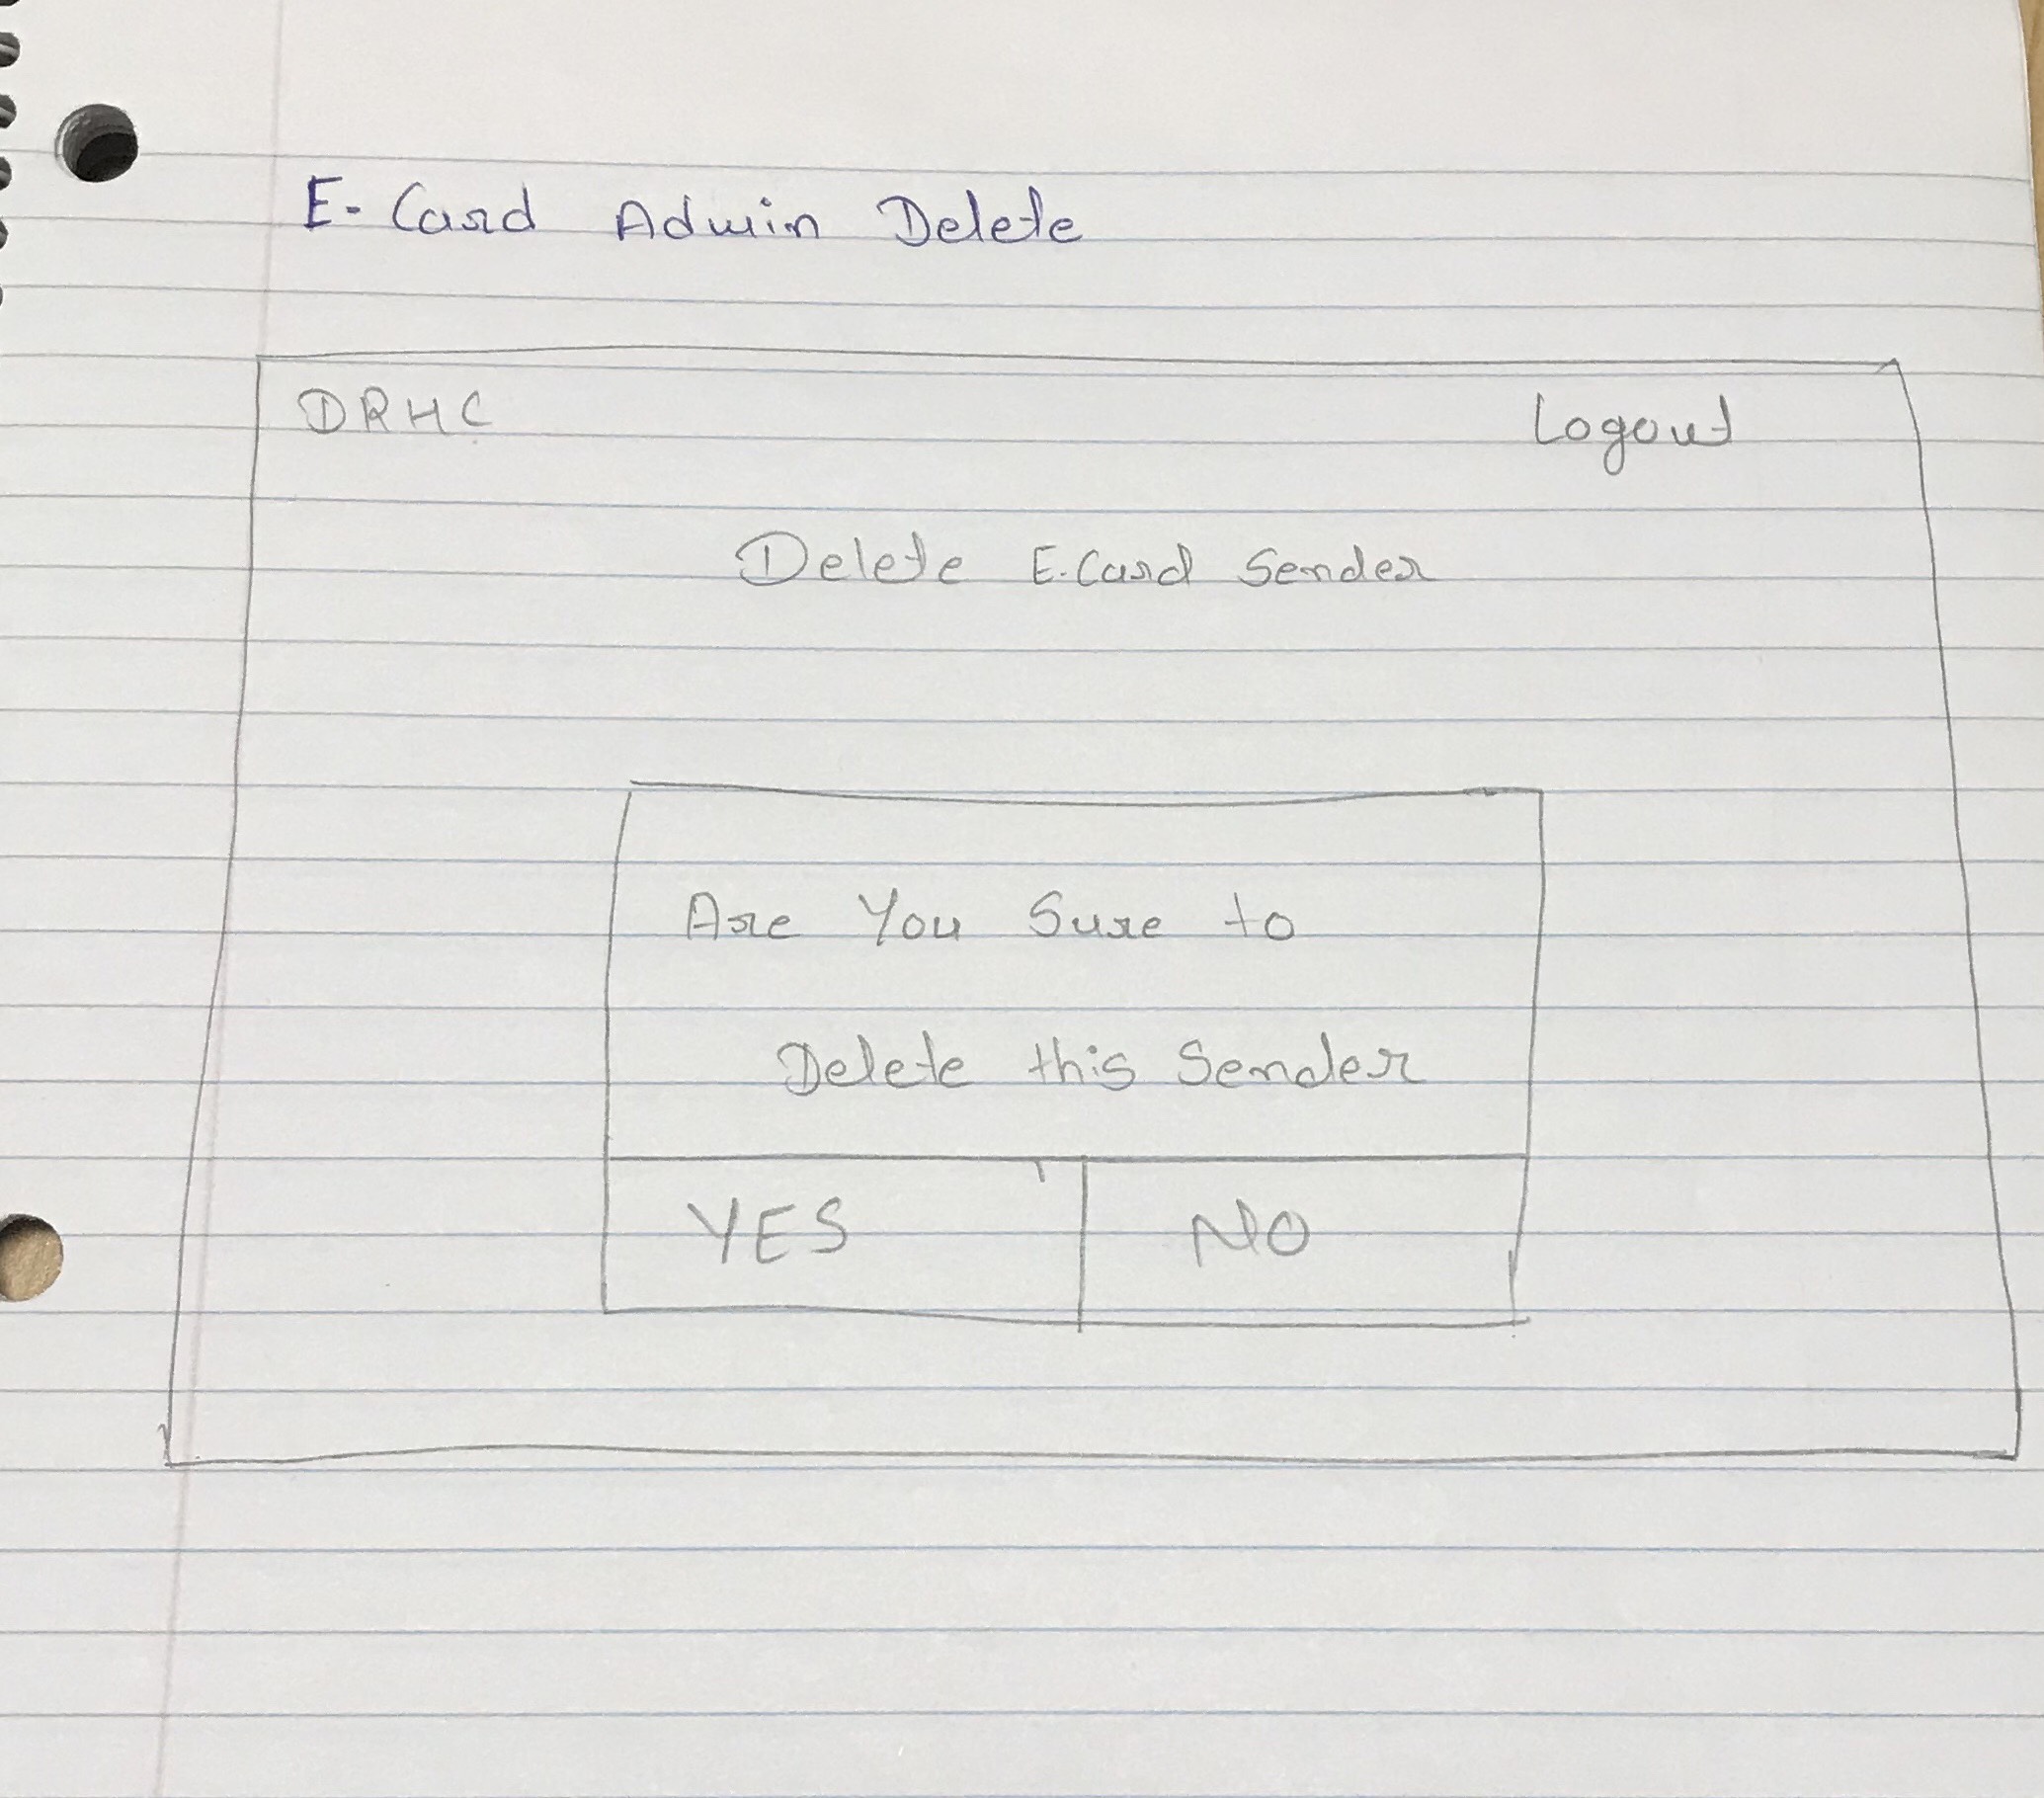 E-Card Admin Delete
DRHC Logout
Delete E-Card Sender
Are You Sure to
Delete this Sender
YES NO